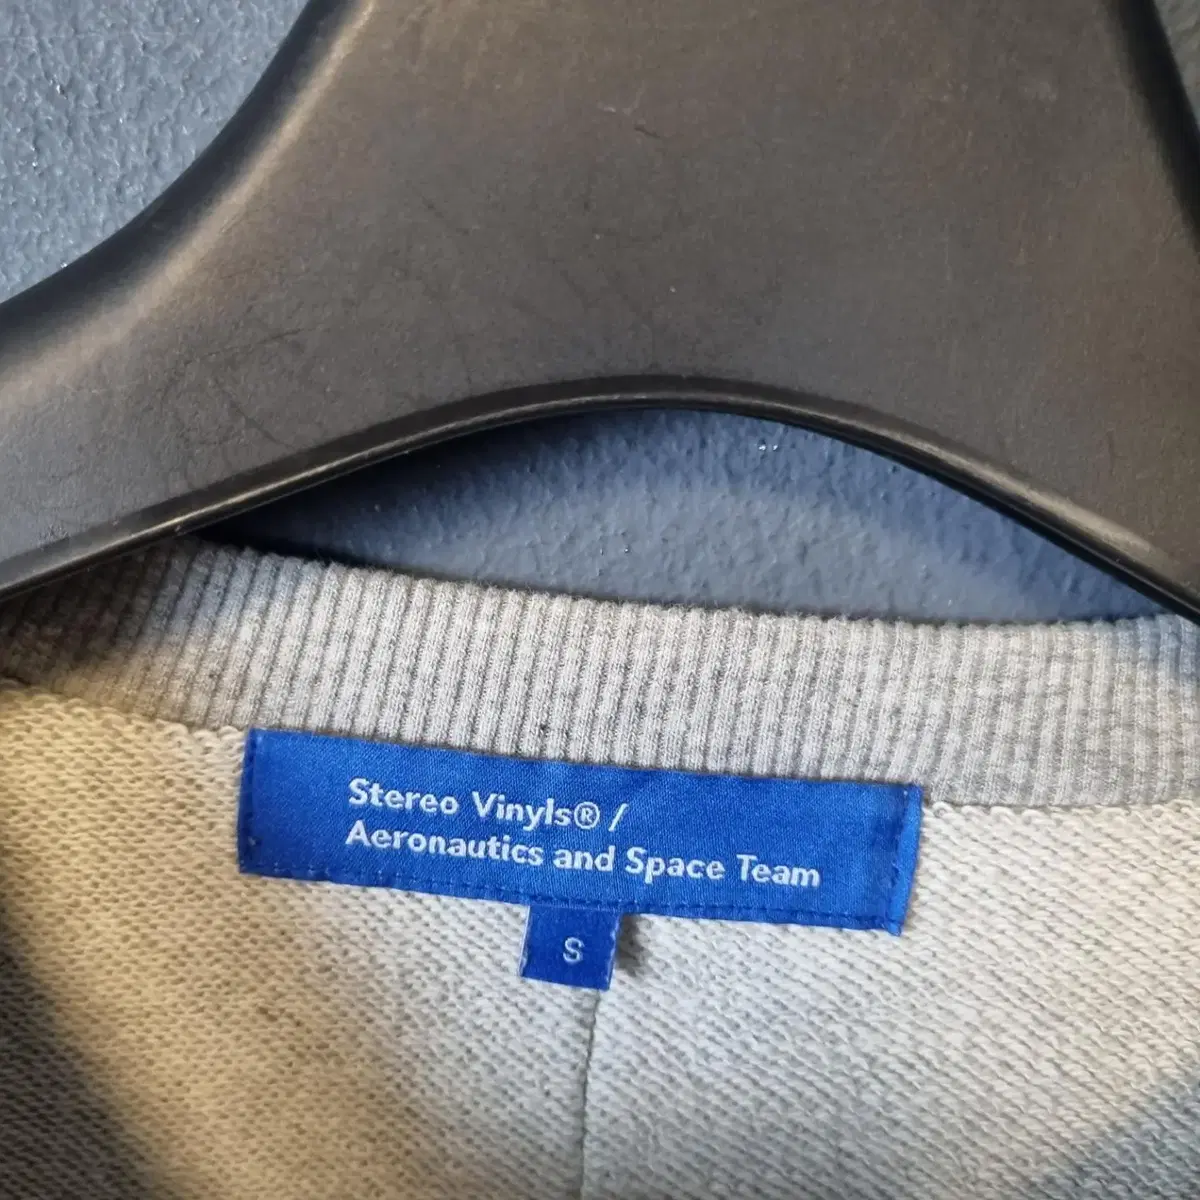 Stereo Vinyls® /
Aeronautics and Space Team
S